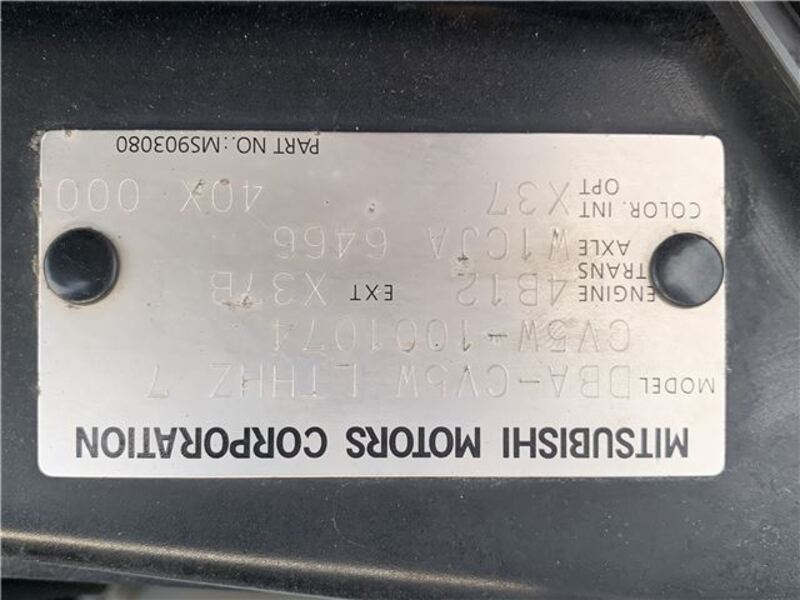 MITSUBISHI MOTORS CORPORATION
MODEL DBA-CV5W LTHHZ 7
CV5W-1001074
ENGINE 4B12 EXT X37B
TRANS AXLE W1CJA 6466
COLOR. INT OPT X37 40X 000
PART NO.:MS903080